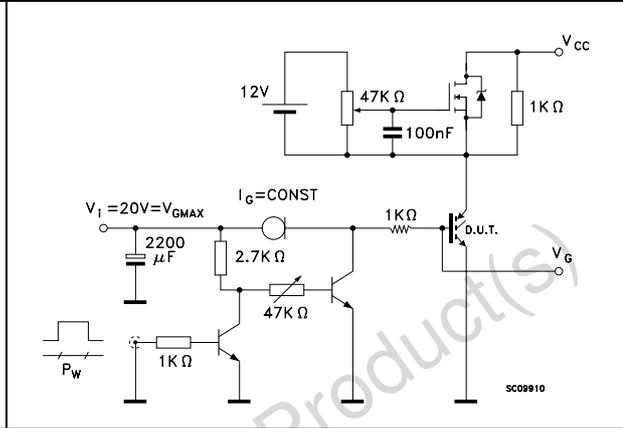 V CC
12V
47K Ω
1K Ω
100nF
I G =CONST
V i =20V=V GMAX
1K Ω
2200
μF
2.7K Ω
D.U.T.
V G
47K Ω
1K Ω
P W
SC09910
Product(s)